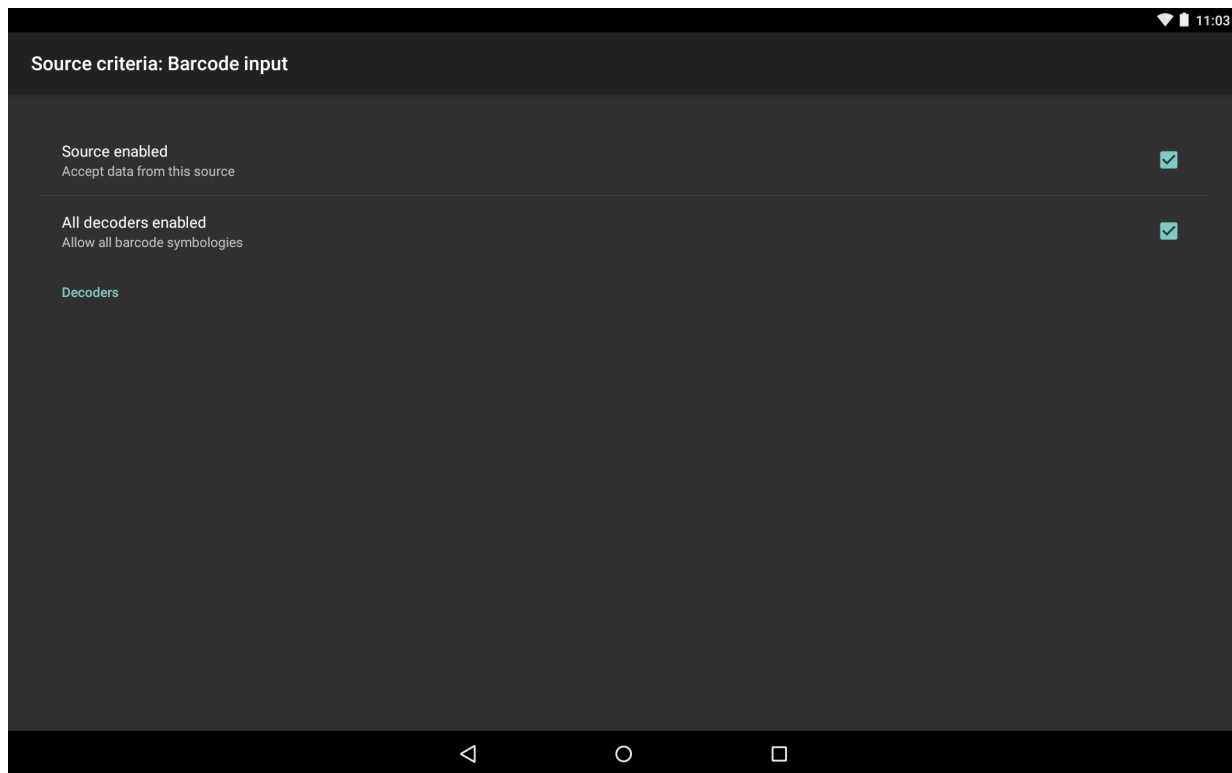 11:03
Source criteria: Barcode input
Source enabled
Accept data from this source
All decoders enabled
Allow all barcode symbologies
Decoders